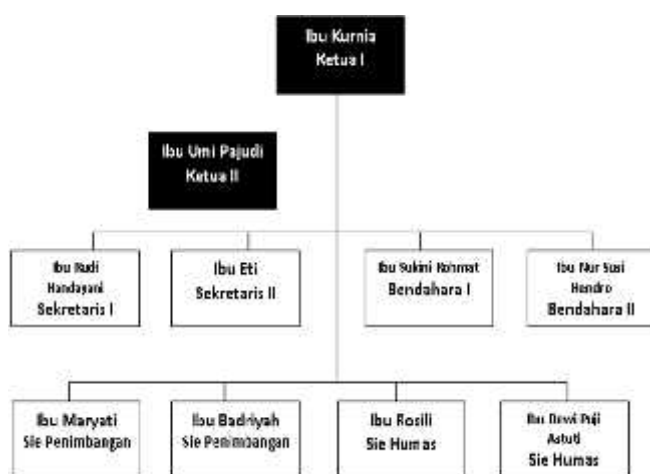 Ibu Kurnia
Ketua I
Ibu Umi Pajudi
Ketua II
Ibu Rudi
Handayani
Sekretaris I
Ibu Eti
Sekretaris II
Ibu Sukini Rohmat
Bendahara I
Ibu Nur Susi
Hendro
Bendahara II
Ibu Maryati
Sie Penimbangan
Ibu Badriyah
Sie Penimbangan
Ibu Rosili
Sie Humas
Ibu Dewi Puji
Astuti
Sie Humas